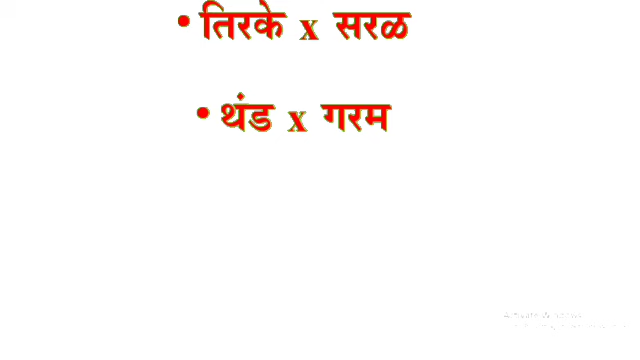 • तिरके x सरळ
• थंड x गरम